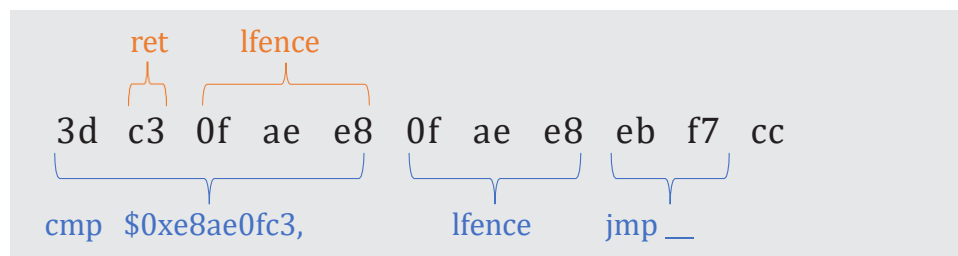 ret lfence
3d c3 0f ae e8 0f ae e8 eb f7 cc
cmp $0xe8ae0fc3, lfence jmp __